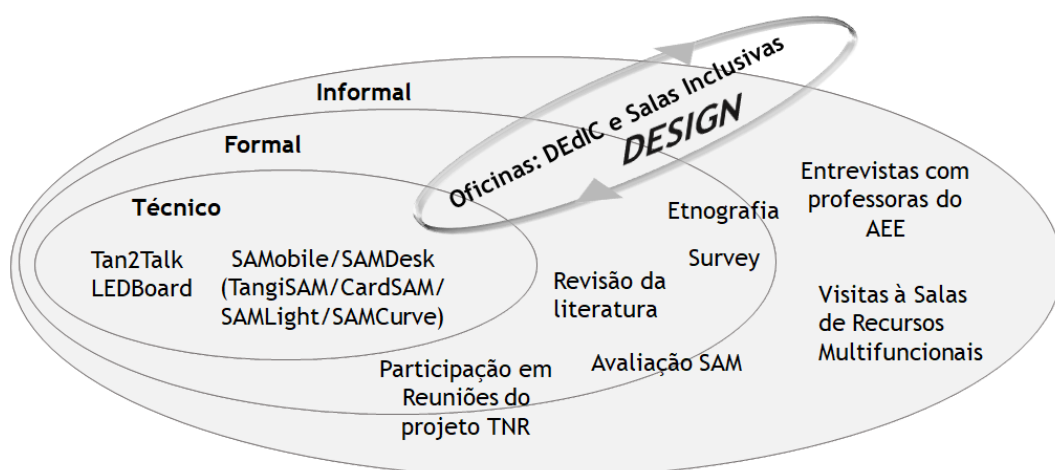 Informal
Oficinas: DEdIC e Salas Inclusivas
DESIGN
Formal
Técnico
Tan2Talk
LEDBoard
SAMobile/SAMDesk
(TangiSAM/CardSAM/
SAMLight/SAMCurve)
Revisão da
literatura
Etnografia
Survey
Avaliação SAM
Participação em
Reuniões do
projeto TNR
Entrevistas com
professoras do
AEE
Visitas à Salas
de Recursos
Multifuncionais